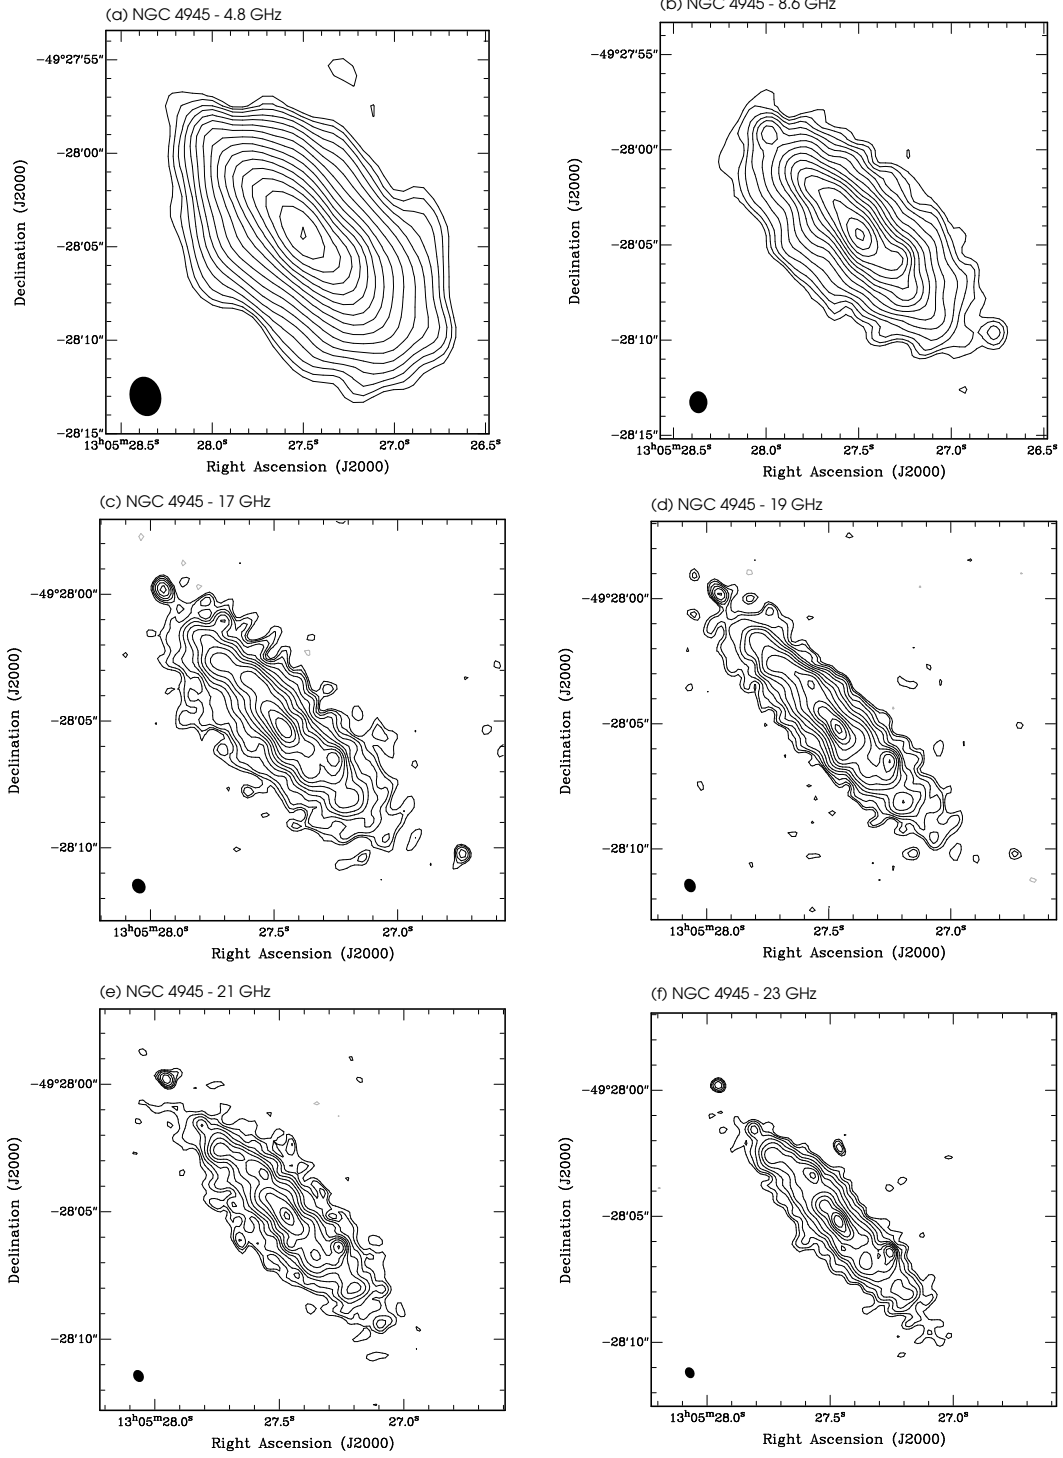 (a) NGC 4945 - 4.8 GHz
−49°27′55″
−28′00″
−28′05″
−28′10″
−28′15″
Declination (J2000)
13ʰ05ᵐ28.5ˢ 28.0ˢ 27.5ˢ 27.0ˢ 26.5ˢ
Right Ascension (J2000)
(b) NGC 4945 - 8.6 GHz
−49°27′55″
−28′00″
−28′05″
−28′10″
−28′15″
Declination (J2000)
13ʰ05ᵐ28.5ˢ 28.0ˢ 27.5ˢ 27.0ˢ 26.5ˢ
Right Ascension (J2000)
(c) NGC 4945 - 17 GHz
−49°28′00″
−28′05″
−28′10″
Declination (J2000)
13ʰ05ᵐ28.0ˢ 27.5ˢ 27.0ˢ
Right Ascension (J2000)
(d) NGC 4945 - 19 GHz
−49°28′00″
−28′05″
−28′10″
Declination (J2000)
13ʰ05ᵐ28.0ˢ 27.5ˢ 27.0ˢ
Right Ascension (J2000)
(e) NGC 4945 - 21 GHz
−49°28′00″
−28′05″
−28′10″
Declination (J2000)
13ʰ05ᵐ28.0ˢ 27.5ˢ 27.0ˢ
Right Ascension (J2000)
(f) NGC 4945 - 23 GHz
−49°28′00″
−28′05″
−28′10″
Declination (J2000)
13ʰ05ᵐ28.0ˢ 27.5ˢ 27.0ˢ
Right Ascension (J2000)